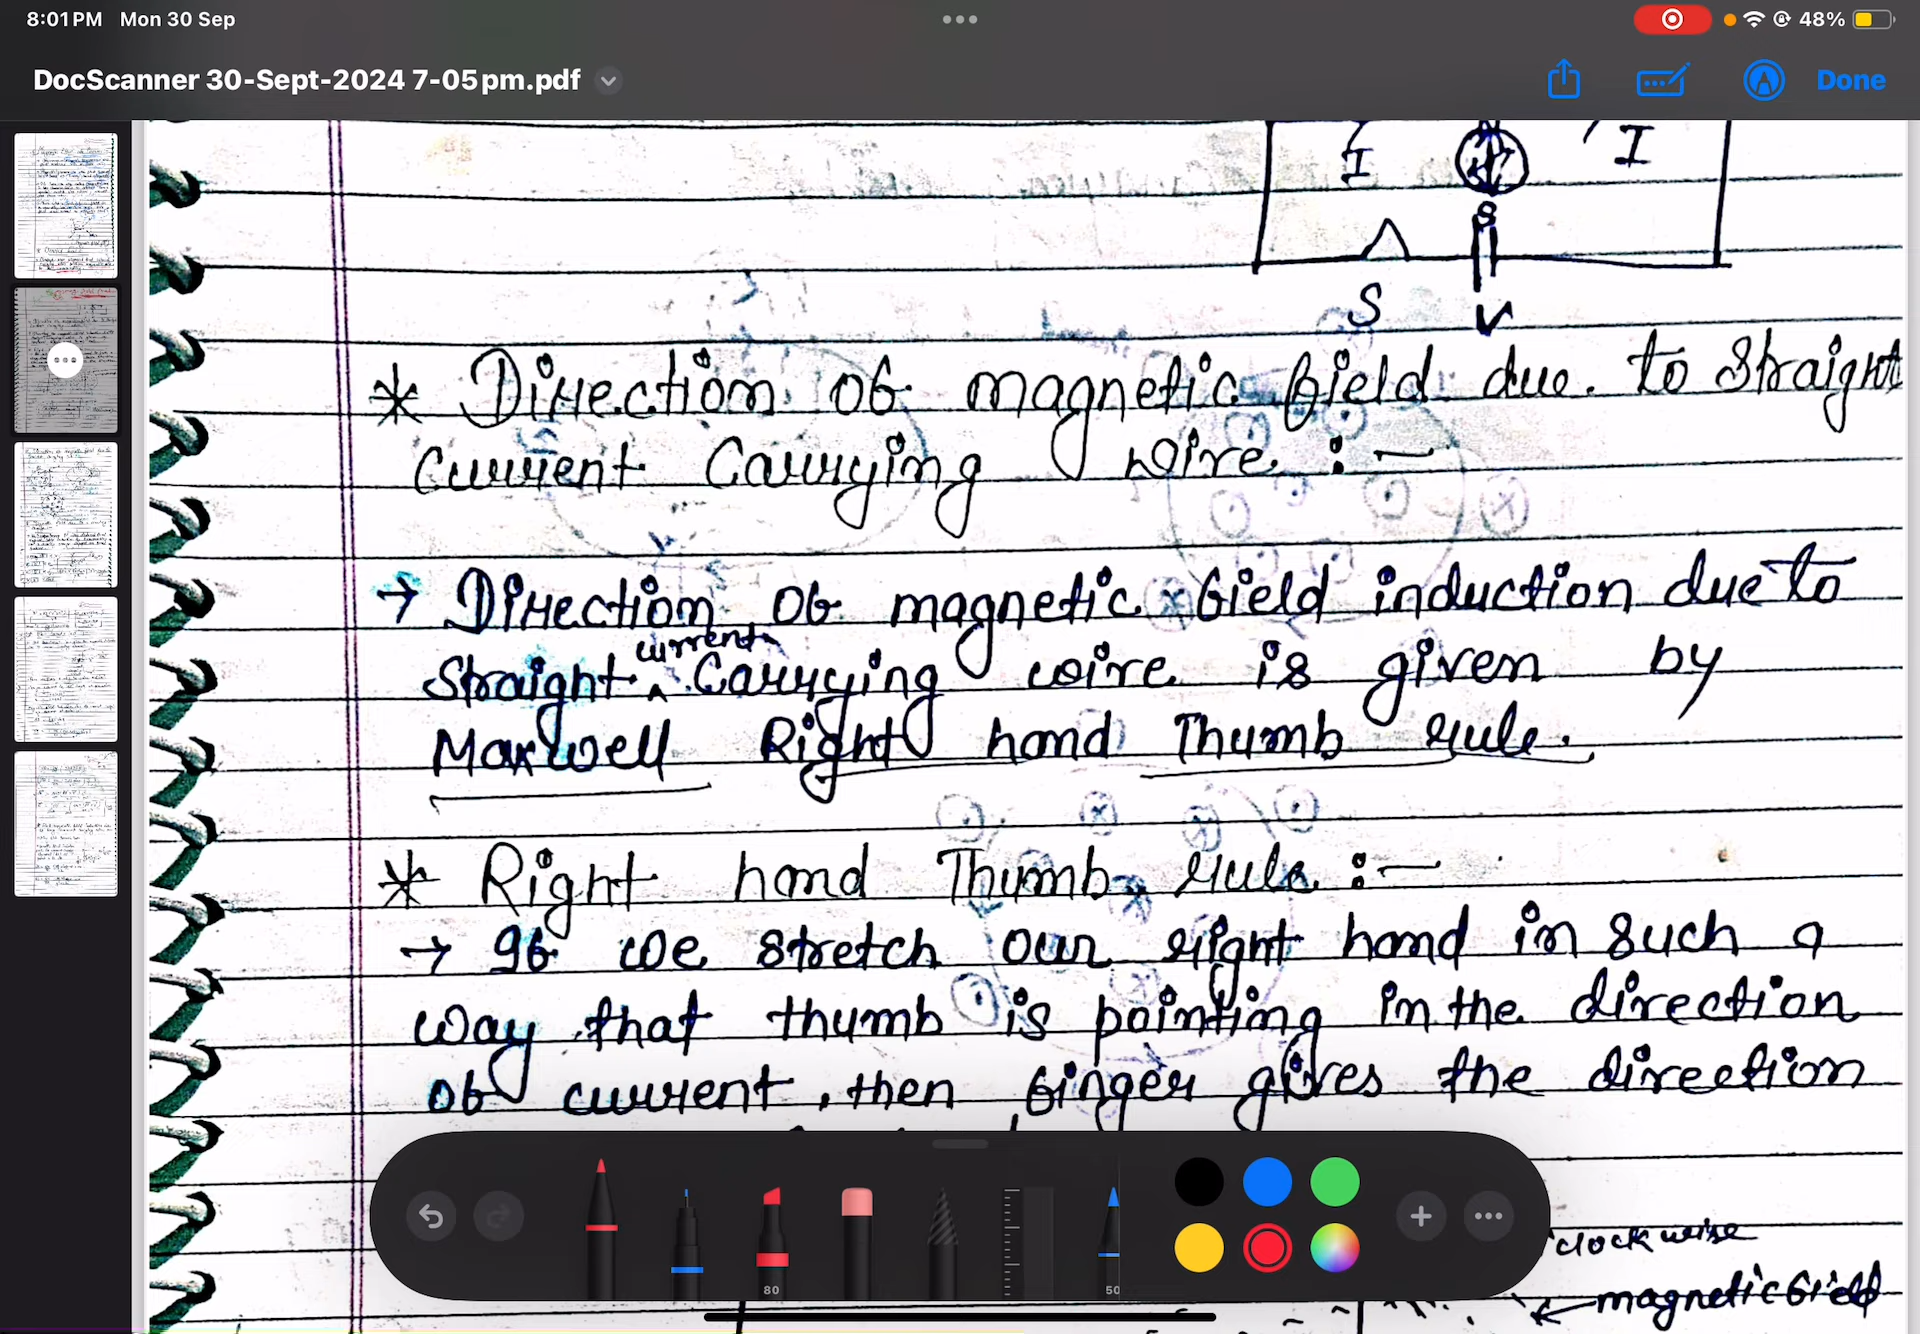 8:01 PM Mon 30 Sep
48%
DocScanner 30-Sept-2024 7-05pm.pdf
Done
I I
S
S V
* Direction of magnetic field due to Straight
Current Carrying wire :-
→ Direction of magnetic field induction due to
current
Straight ^ Carrying wire is given by
Maxwell Right hand Thumb rule.
* Right hand Thumb rule :-
→ If we stretch our right hand in such a
way that thumb is pointing in the direction
of current, then finger gives the direction
80 50
clockwise
← magnetic field